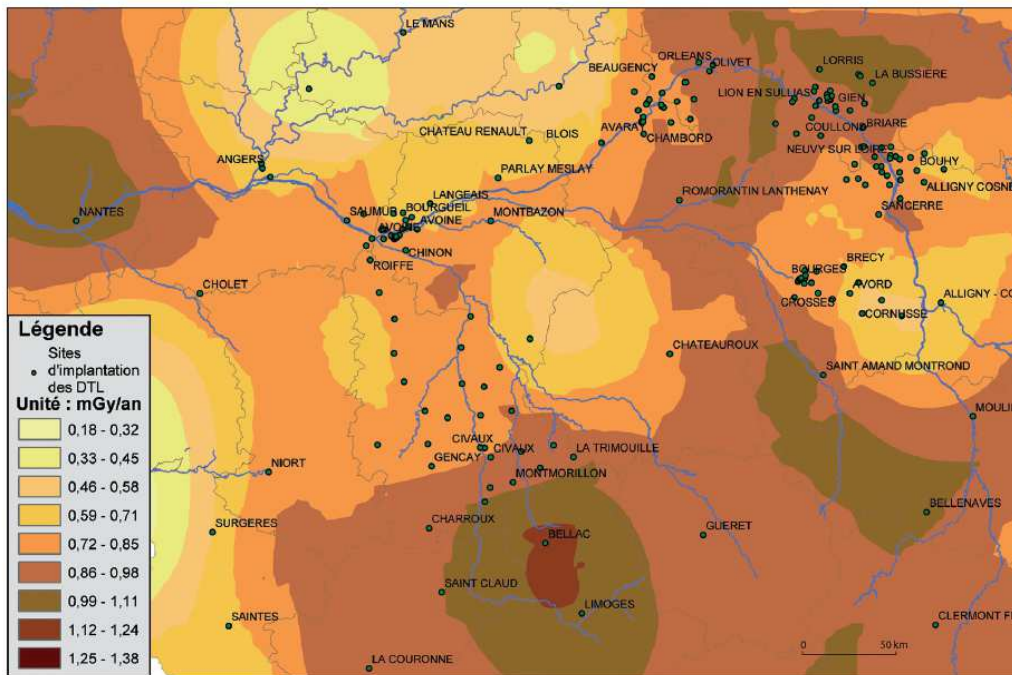 LE MANS
ORLEANS
OLIVET
BEAUGENCY
LORRIS
LA BUSSIÈRE
LION EN SULLIAS
GIEN
CHATEAU RENAULT
BLOIS
AVARAY
CHAMBORD
COULLONS
BRIARE
NEUVY SUR LOIRE
BOUHY
ANGERS
PARLAY MESLAY
ALLIGNY COSNE
LANGEAIS
ROMORANTIN LANTHENAY
SANCERRE
NANTES
SAUMUR
BOURGUEIL
MONTBAZON
AVOINE
AVOINE
CHINON
ROIFFE
BRECY
BOURGES
CHOLET
AVORD
CROSSES
ALLIGNY - CO
CORNUSSE
CHATEAUROUX
SAINT AMAND MONTROND
MOULI
CIVAUX
CIVAUX
LA TRIMOUILLE
GENCAY
NIORT
MONTMORILLON
SURGERES
CHARROUX
BELLENAVES
GUERET
BELLAC
SAINT CLAUD
LIMOGES
SAINTES
CLERMONT FE
LA COURONNE
0
50 km
Légende
Sites
d'implantation
des DTL
Unité : mGy/an
0,18 - 0,32
0,33 - 0,45
0,46 - 0,58
0,59 - 0,71
0,72 - 0,85
0,86 - 0,98
0,99 - 1,11
1,12 - 1,24
1,25 - 1,38